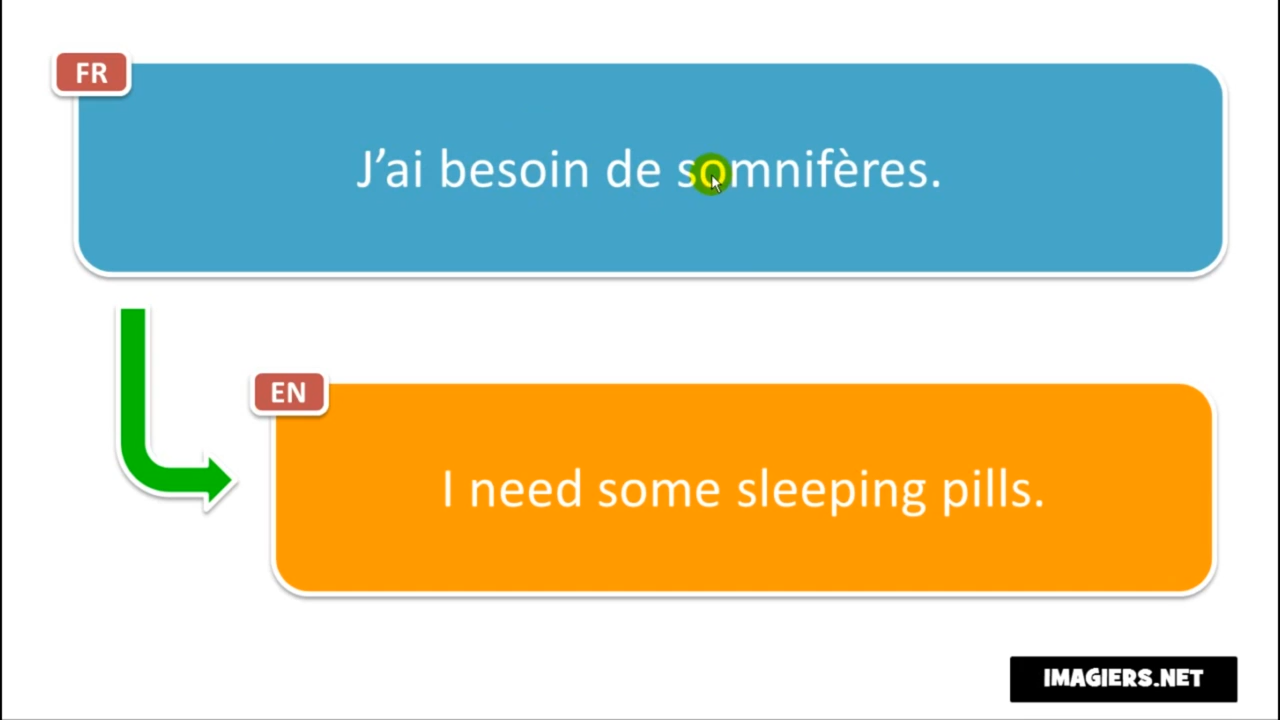 FR
J’ai besoin de somnifères.
EN
I need some sleeping pills.
IMAGIERS.NET